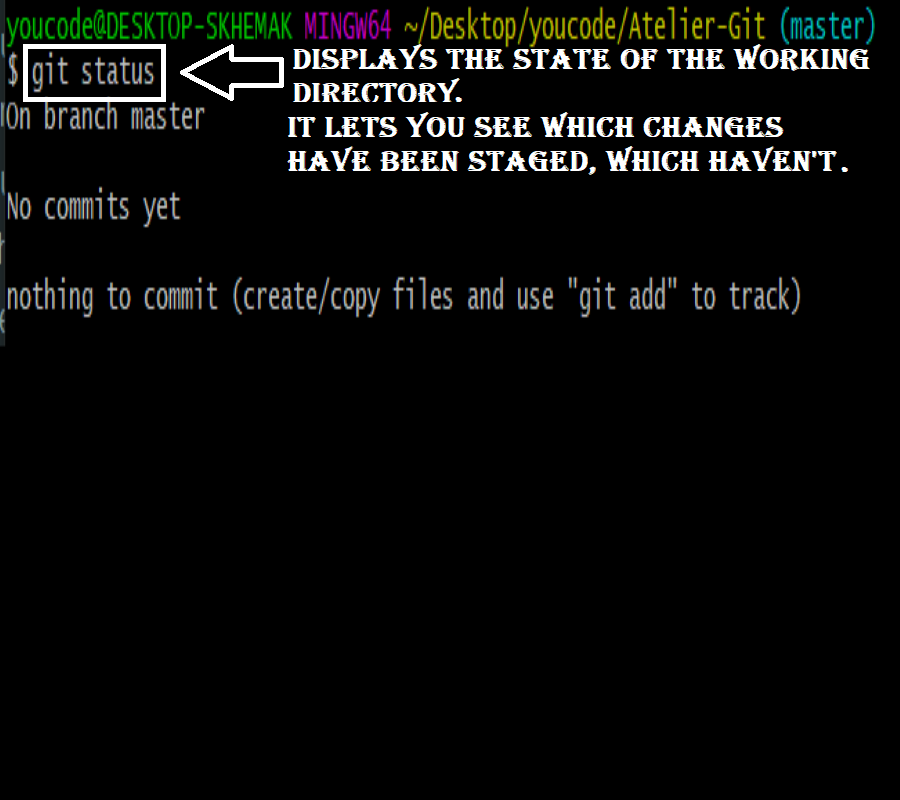 youcode@DESKTOP-SKHEMAK MINGW64 ~/Desktop/youcode/Atelier-Git (master)
$ git status
DISPLAYS THE STATE OF THE WORKING
DIRECTORY.
IT LETS YOU SEE WHICH CHANGES
HAVE BEEN STAGED, WHICH HAVEN'T.
On branch master
No commits yet
nothing to commit (create/copy files and use "git add" to track)